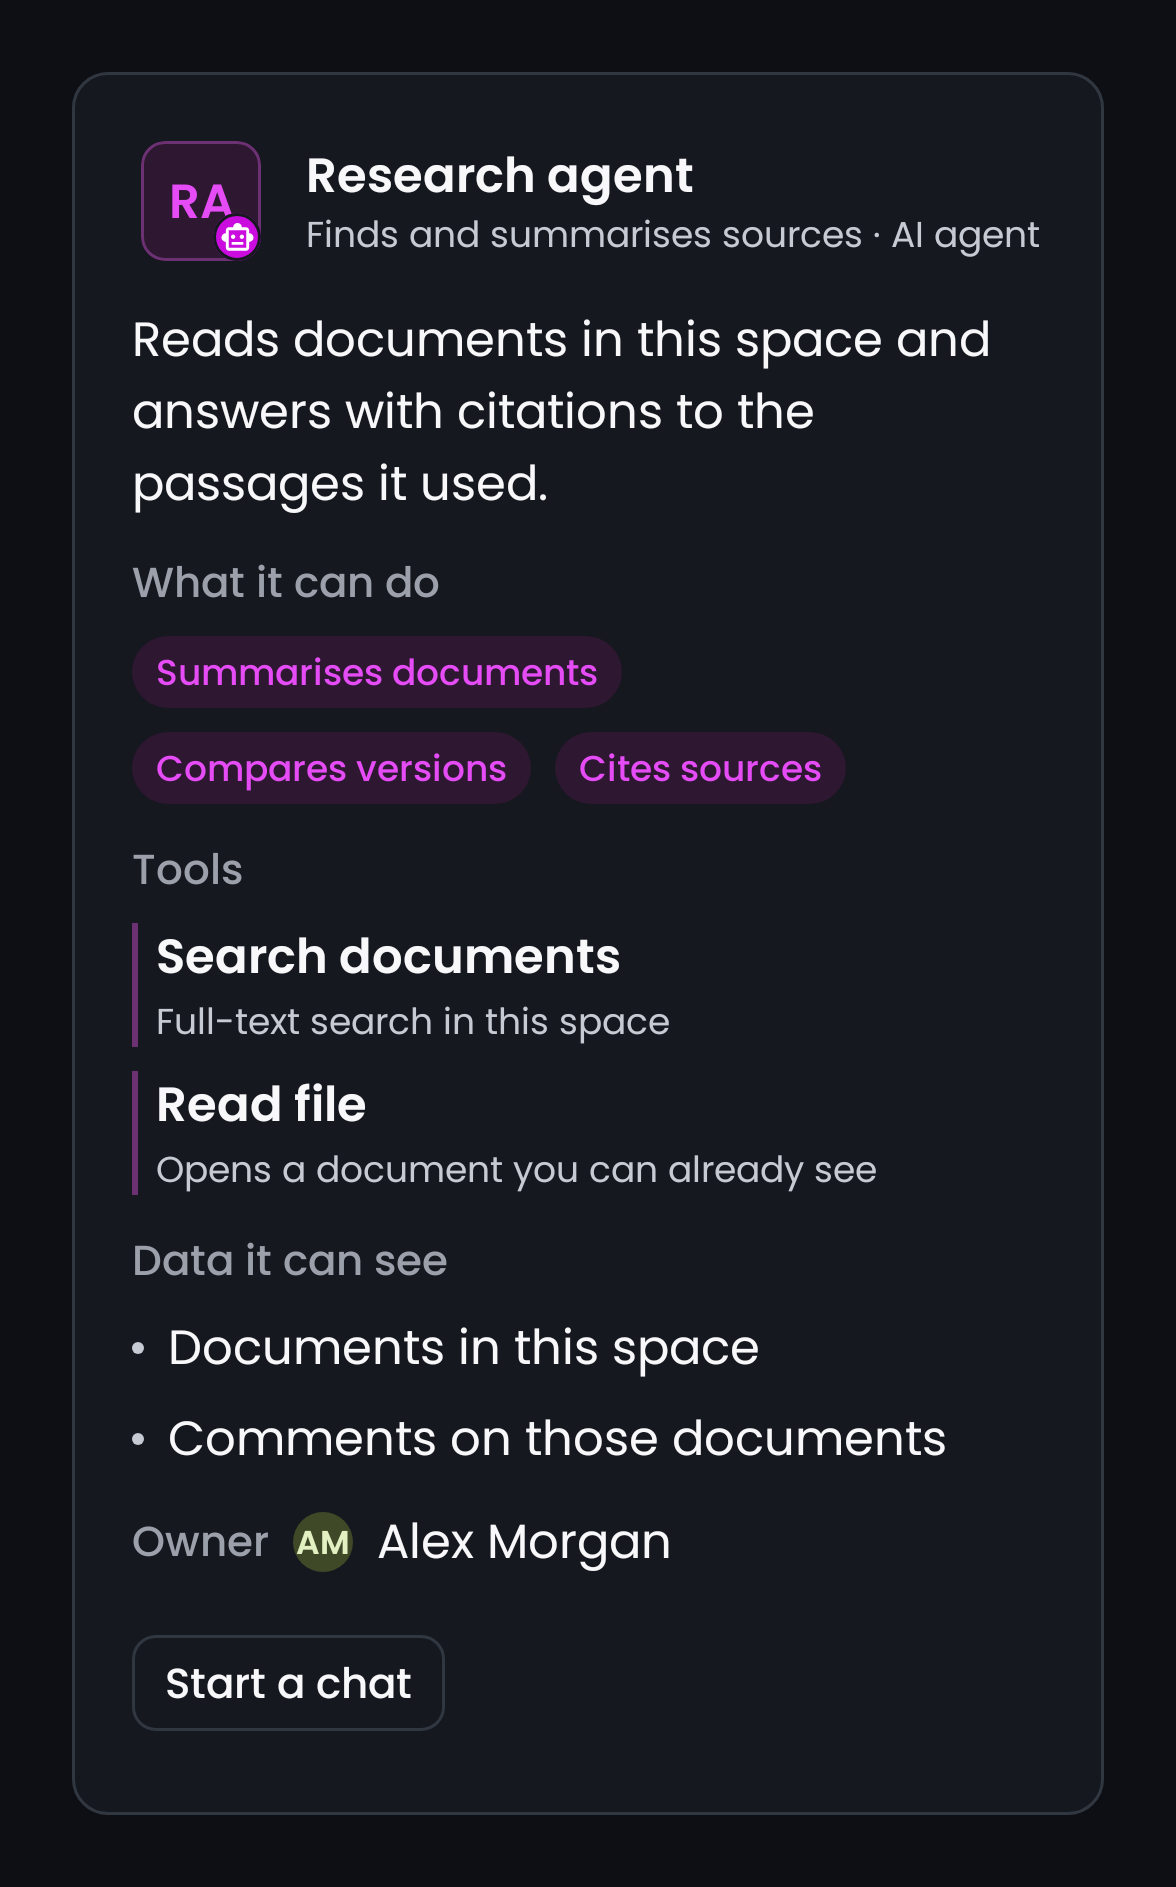 RA
Research agent
Finds and summarises sources · AI agent
Reads documents in this space and
answers with citations to the
passages it used.
What it can do
Summarises documents
Compares versions Cites sources
Tools
Search documents
Full-text search in this space
Read file
Opens a document you can already see
Data it can see
• Documents in this space
• Comments on those documents
Owner AM Alex Morgan
Start a chat